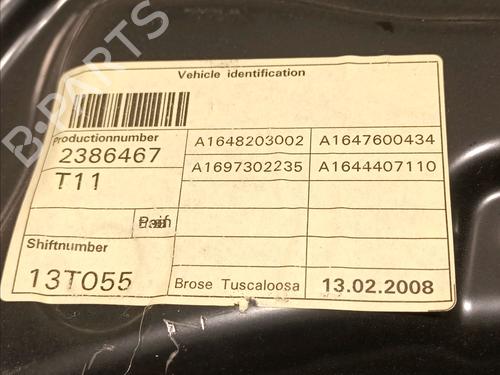 Vehicle identification
Productionnumber
2386467
A1648203002 A1647600434
T11
A1697302235 A1644407110
Shiftnumber
13T055
Brose Tuscaloosa 13.02.2008
B-PARTS